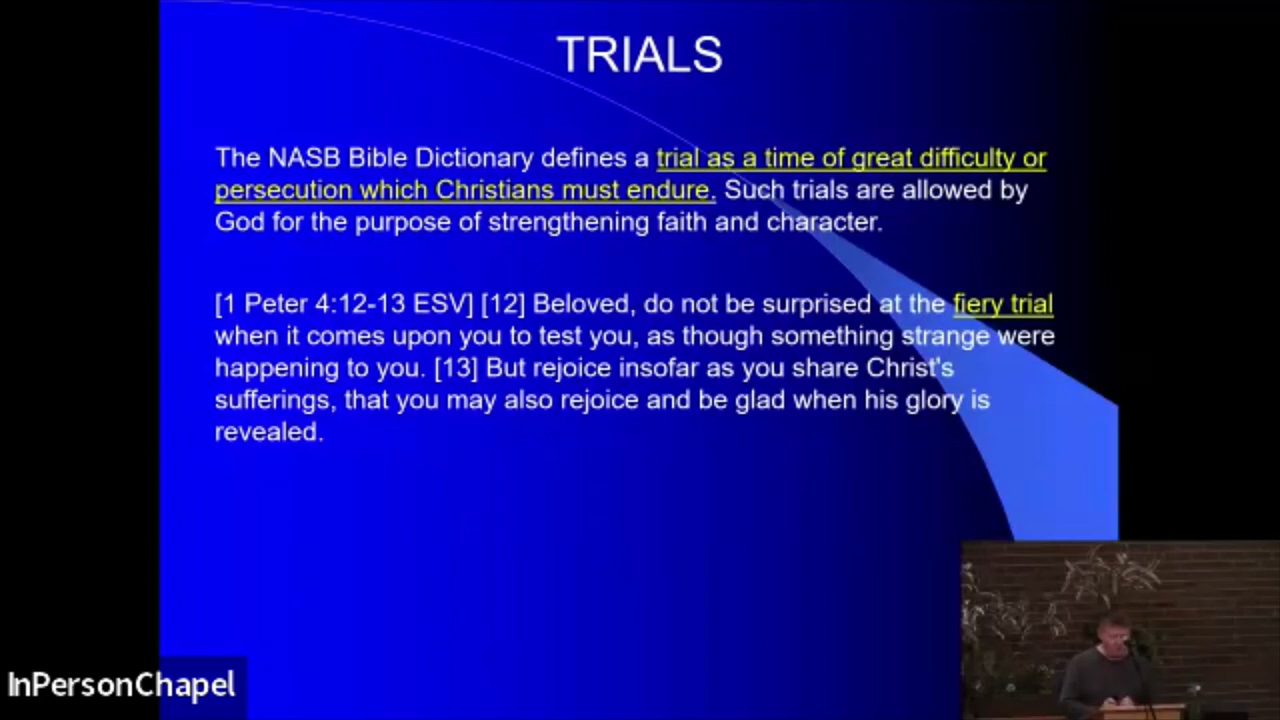 TRIALS
The NASB Bible Dictionary defines a trial as a time of great difficulty or
persecution which Christians must endure. Such trials are allowed by
God for the purpose of strengthening faith and character.
[1 Peter 4:12-13 ESV] [12] Beloved, do not be surprised at the fiery trial
when it comes upon you to test you, as though something strange were
happening to you. [13] But rejoice insofar as you share Christ's
sufferings, that you may also rejoice and be glad when his glory is
revealed.
InPersonChapel